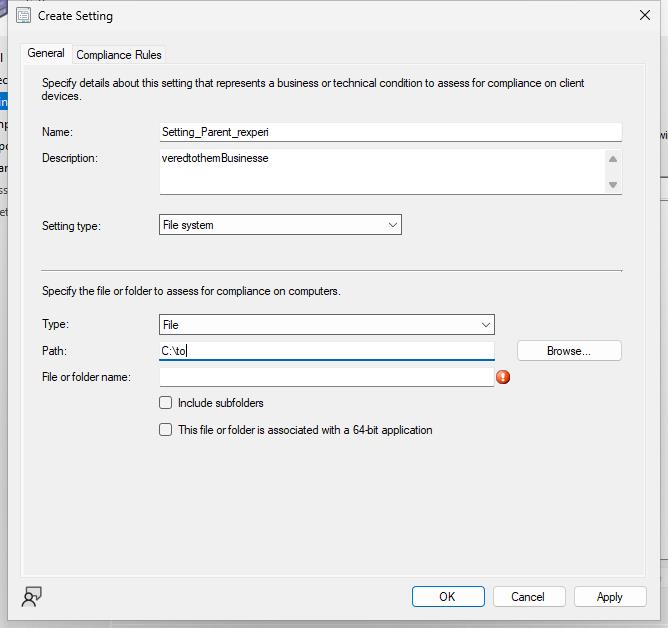 Create Setting
General
Compliance Rules
Specify details about this setting that represents a business or technical condition to assess for compliance on client
devices.
Name:
Setting_Parent_rexperi
Description:
veredtothemBusinesse
Setting type:
File system
Specify the file or folder to assess for compliance on computers.
Type:
File
Path:
C:\to
Browse...
File or folder name:
Include subfolders
This file or folder is associated with a 64-bit application
OK
Cancel
Apply